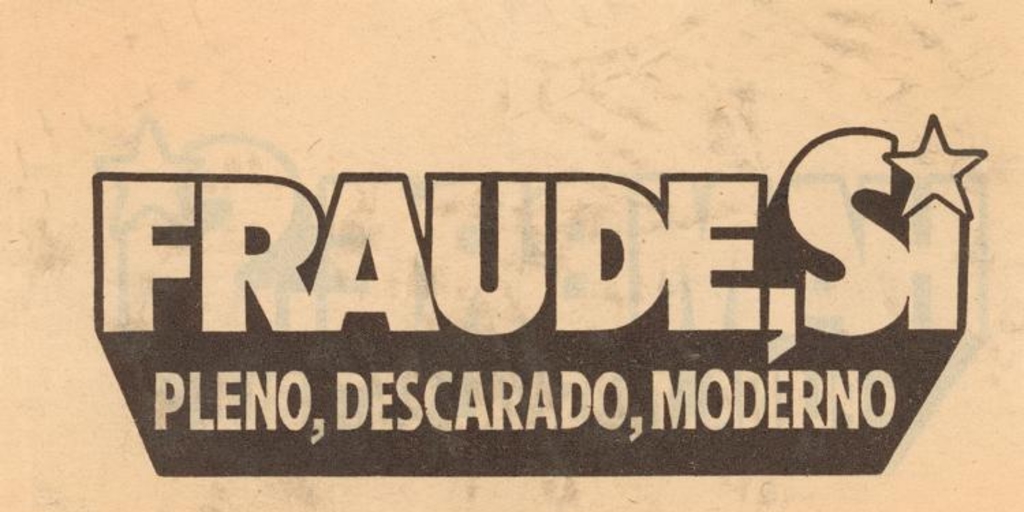 FRAUDE, Si
PLENO, DESCARADO, MODERNO